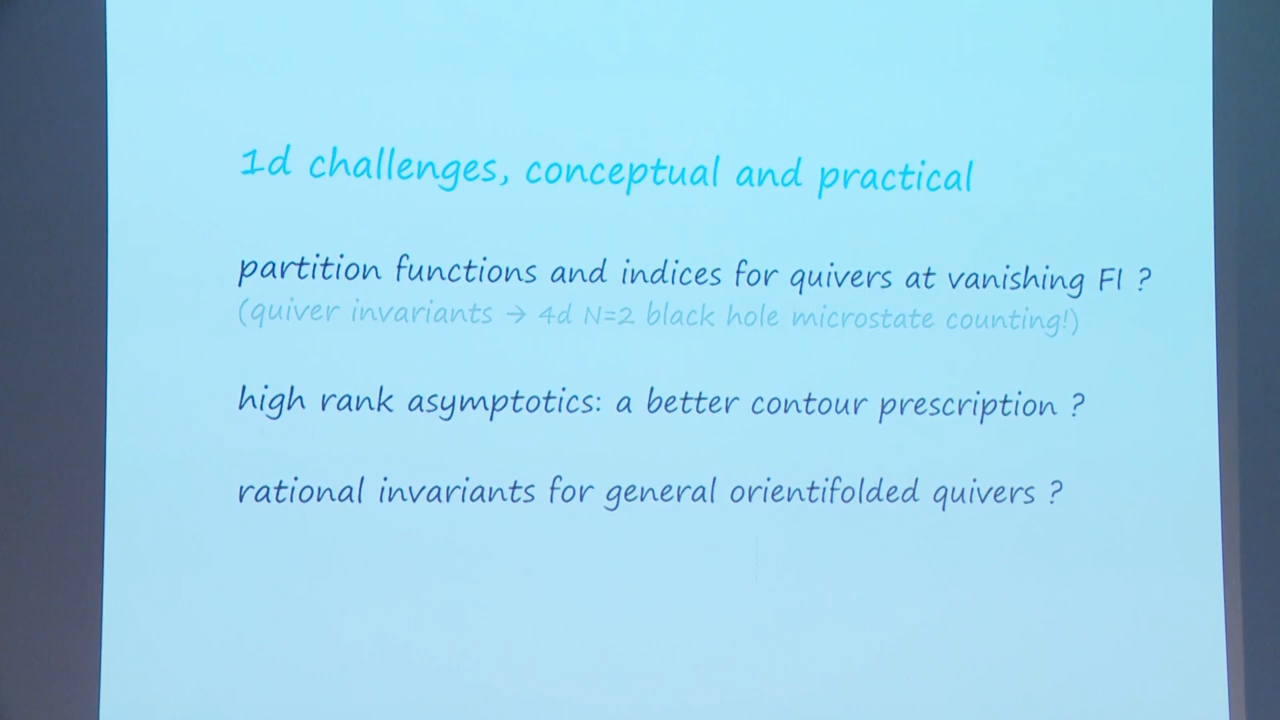 1d challenges, conceptual and practical
partition functions and indices for quivers at vanishing FI ?
(quiver invariants → 4d N=2 black hole microstate counting!)
high rank asymptotics: a better contour prescription ?
rational invariants for general orientifolded quivers ?